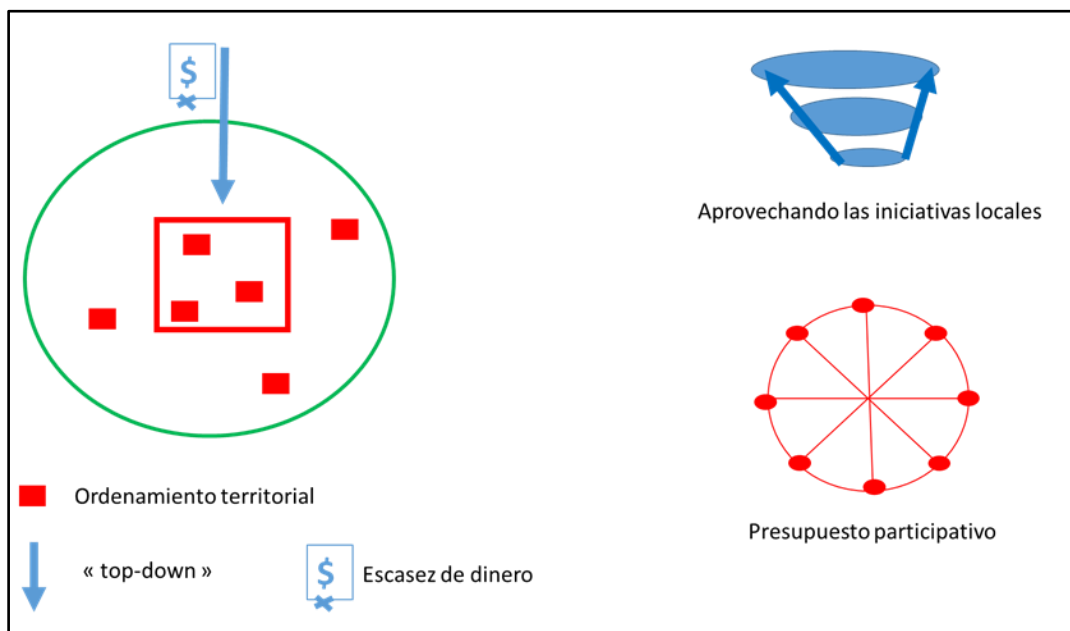 $
Aprovechando las iniciativas locales
Ordenamiento territorial
« top-down »
$
Escasez de dinero
Presupuesto participativo